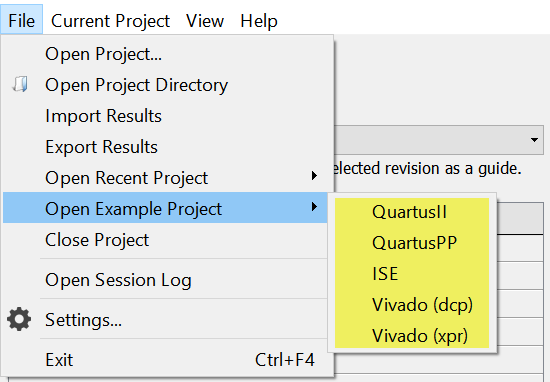 File Current Project View Help
Open Project...
Open Project Directory
Import Results
Export Results
Open Recent Project
elected revision as a guide.
Open Example Project
Close Project
Open Session Log
Settings...
Exit Ctrl+F4
QuartusII
QuartusPP
ISE
Vivado (dcp)
Vivado (xpr)